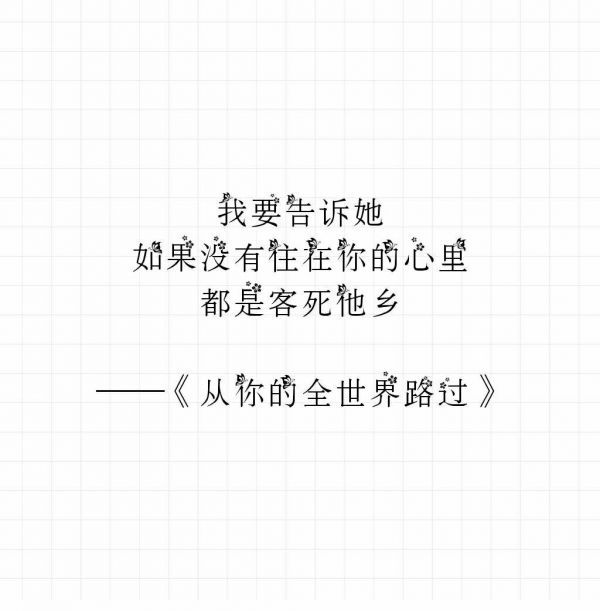 我要告诉她
如果没有往在你的心里
都是客死他乡
——《从你的全世界路过》